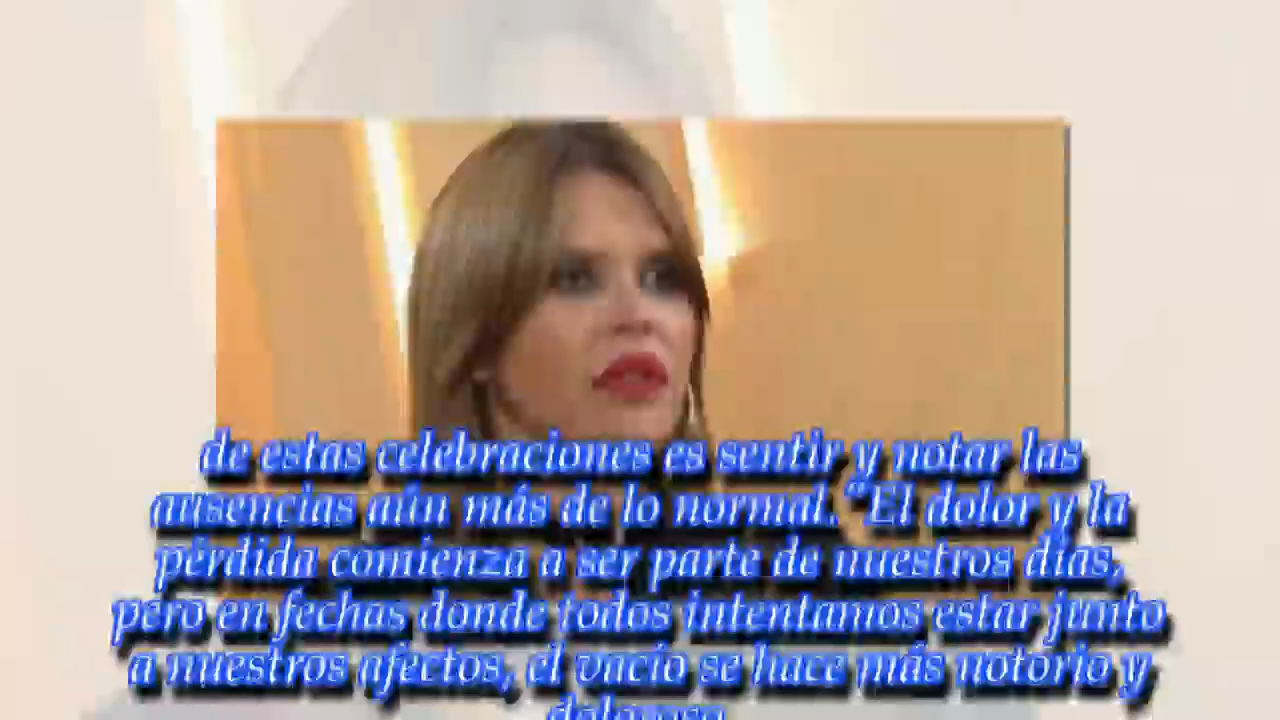 de estas celebraciones es sentir y notar las
ausencias aún más de lo normal. “El dolor y la
pérdida comienza a ser parte de nuestros días,
pero en fechas donde todos intentamos estar junto
a nuestros afectos, el vacío se hace más notorio y